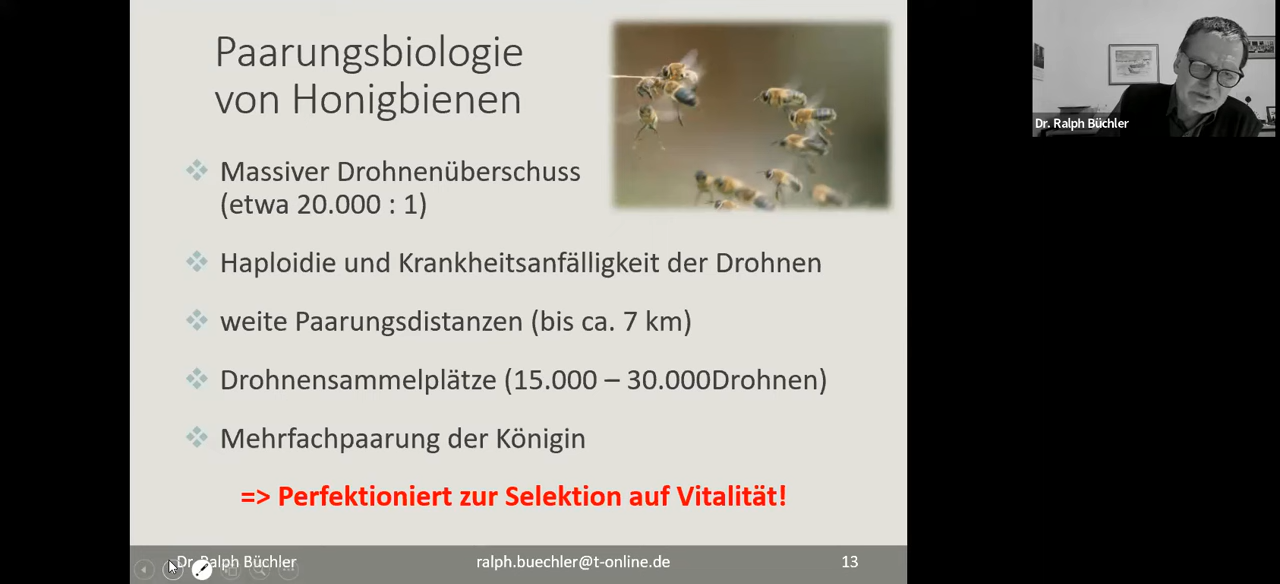 Paarungsbiologie
von Honigbienen
Massiver Drohnenüberschuss
(etwa 20.000 : 1)
Haploidie und Krankheitsanfälligkeit der Drohnen
weite Paarungsdistanzen (bis ca. 7 km)
Drohnensammelplätze (15.000 – 30.000Drohnen)
Mehrfachpaarung der Königin
=> Perfektioniert zur Selektion auf Vitalität!
Dr. Ralph Büchler ralph.buechler@t-online.de 13
Dr. Ralph Büchler